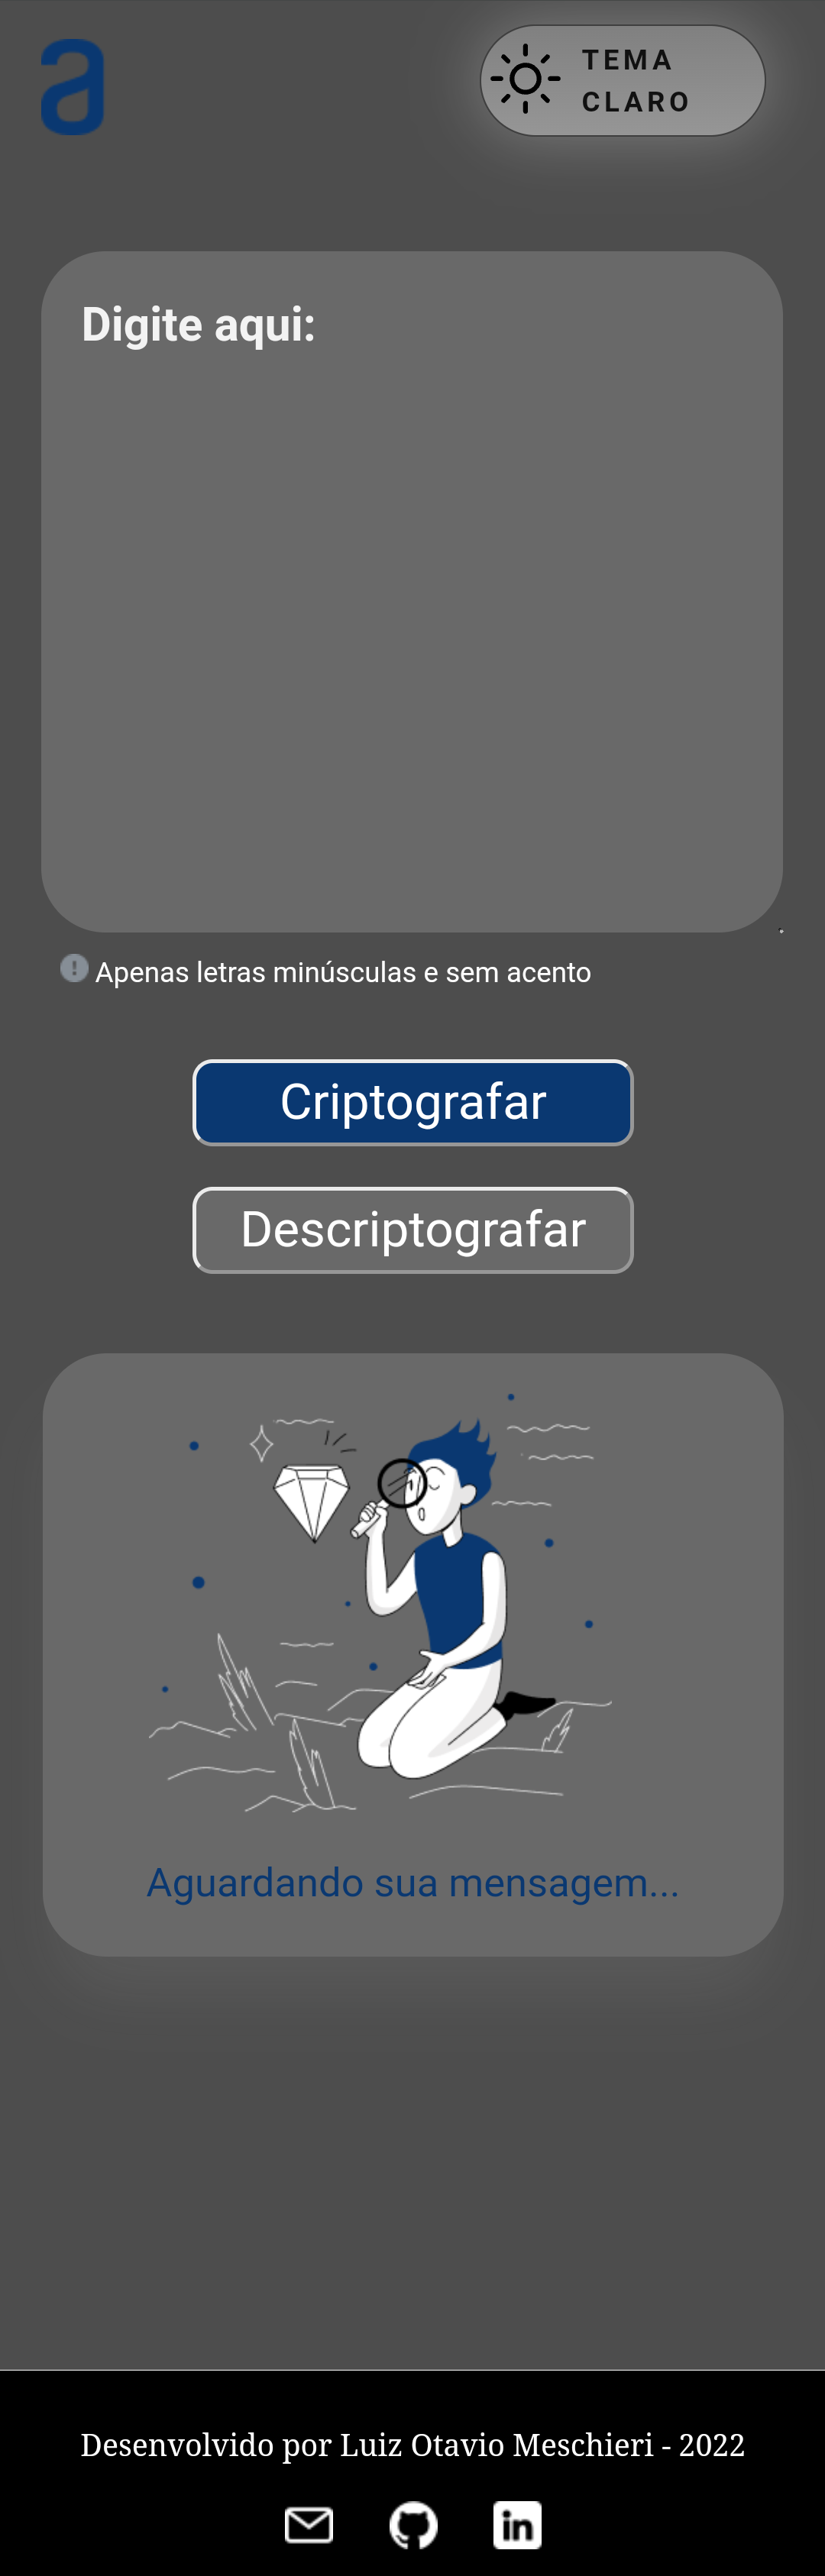 a
TEMA
CLARO
Digite aqui:
Apenas letras minúsculas e sem acento
Criptografar
Descriptografar
Aguardando sua mensagem...
Desenvolvido por Luiz Otavio Meschieri - 2022
in